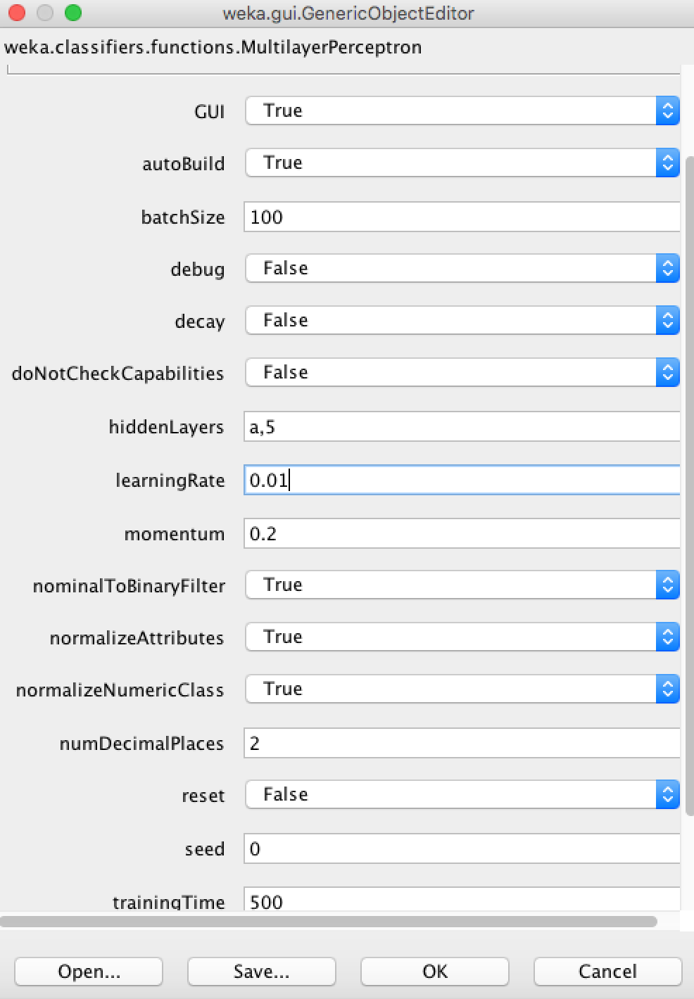 weka.gui.GenericObjectEditor
weka.classifiers.functions.MultilayerPerceptron
GUI True
autoBuild True
batchSize 100
debug False
decay False
doNotCheckCapabilities False
hiddenLayers a,5
learningRate 0.01
momentum 0.2
nominalToBinaryFilter True
normalizeAttributes True
normalizeNumericClass True
numDecimalPlaces 2
reset False
seed 0
trainingTime 500
Open... Save... OK Cancel